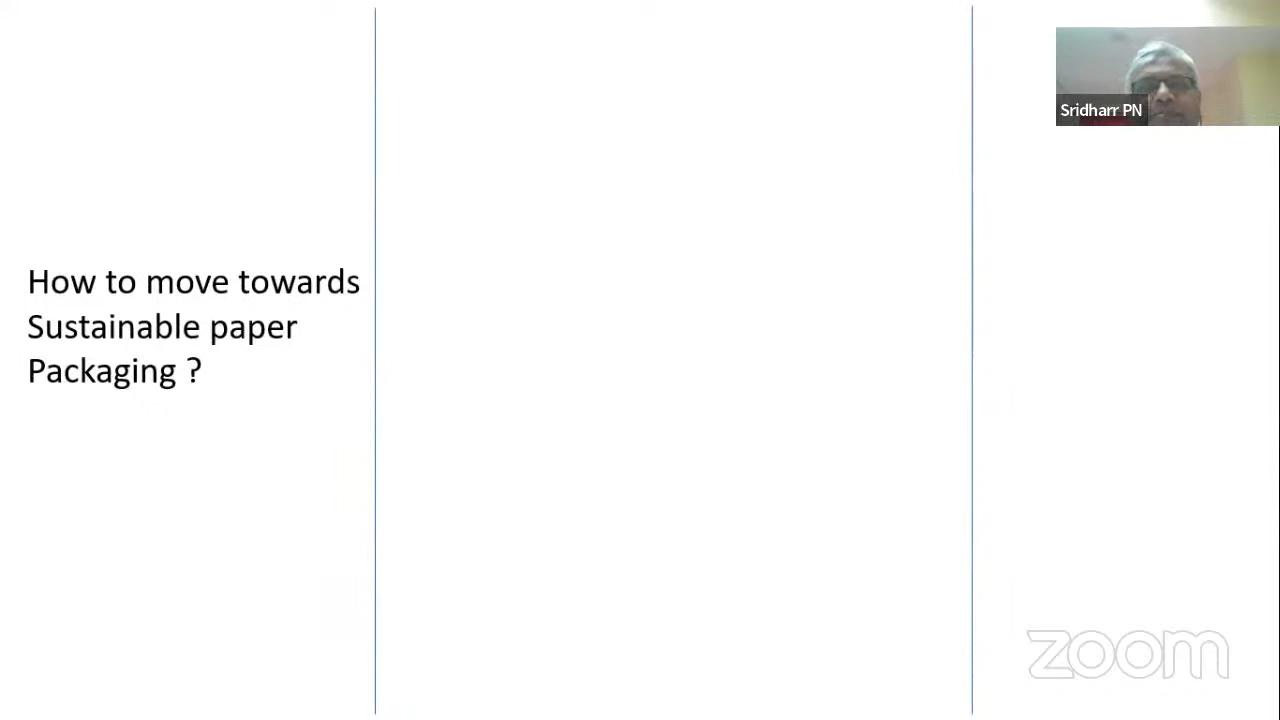 How to move towards
Sustainable paper
Packaging ?
Sridharr PN
zoom